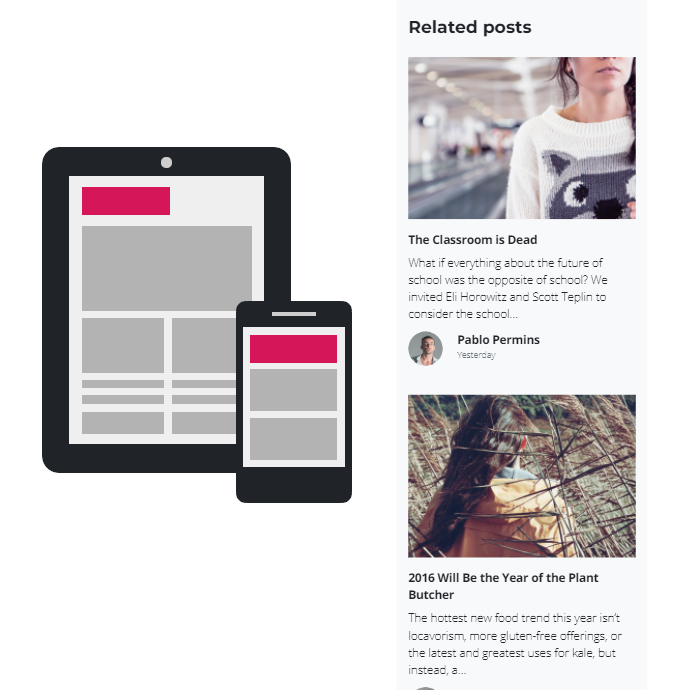 Related posts
The Classroom is Dead
What if everything about the future of
school was the opposite of school? We
invited Eli Horowitz and Scott Teplin to
consider the school...
Pablo Permins
Yesterday
2016 Will Be the Year of the Plant
Butcher
The hottest new food trend this year isn't
locavorism, more gluten-free offerings, or
the latest and greatest uses for kale, but
instead, a...